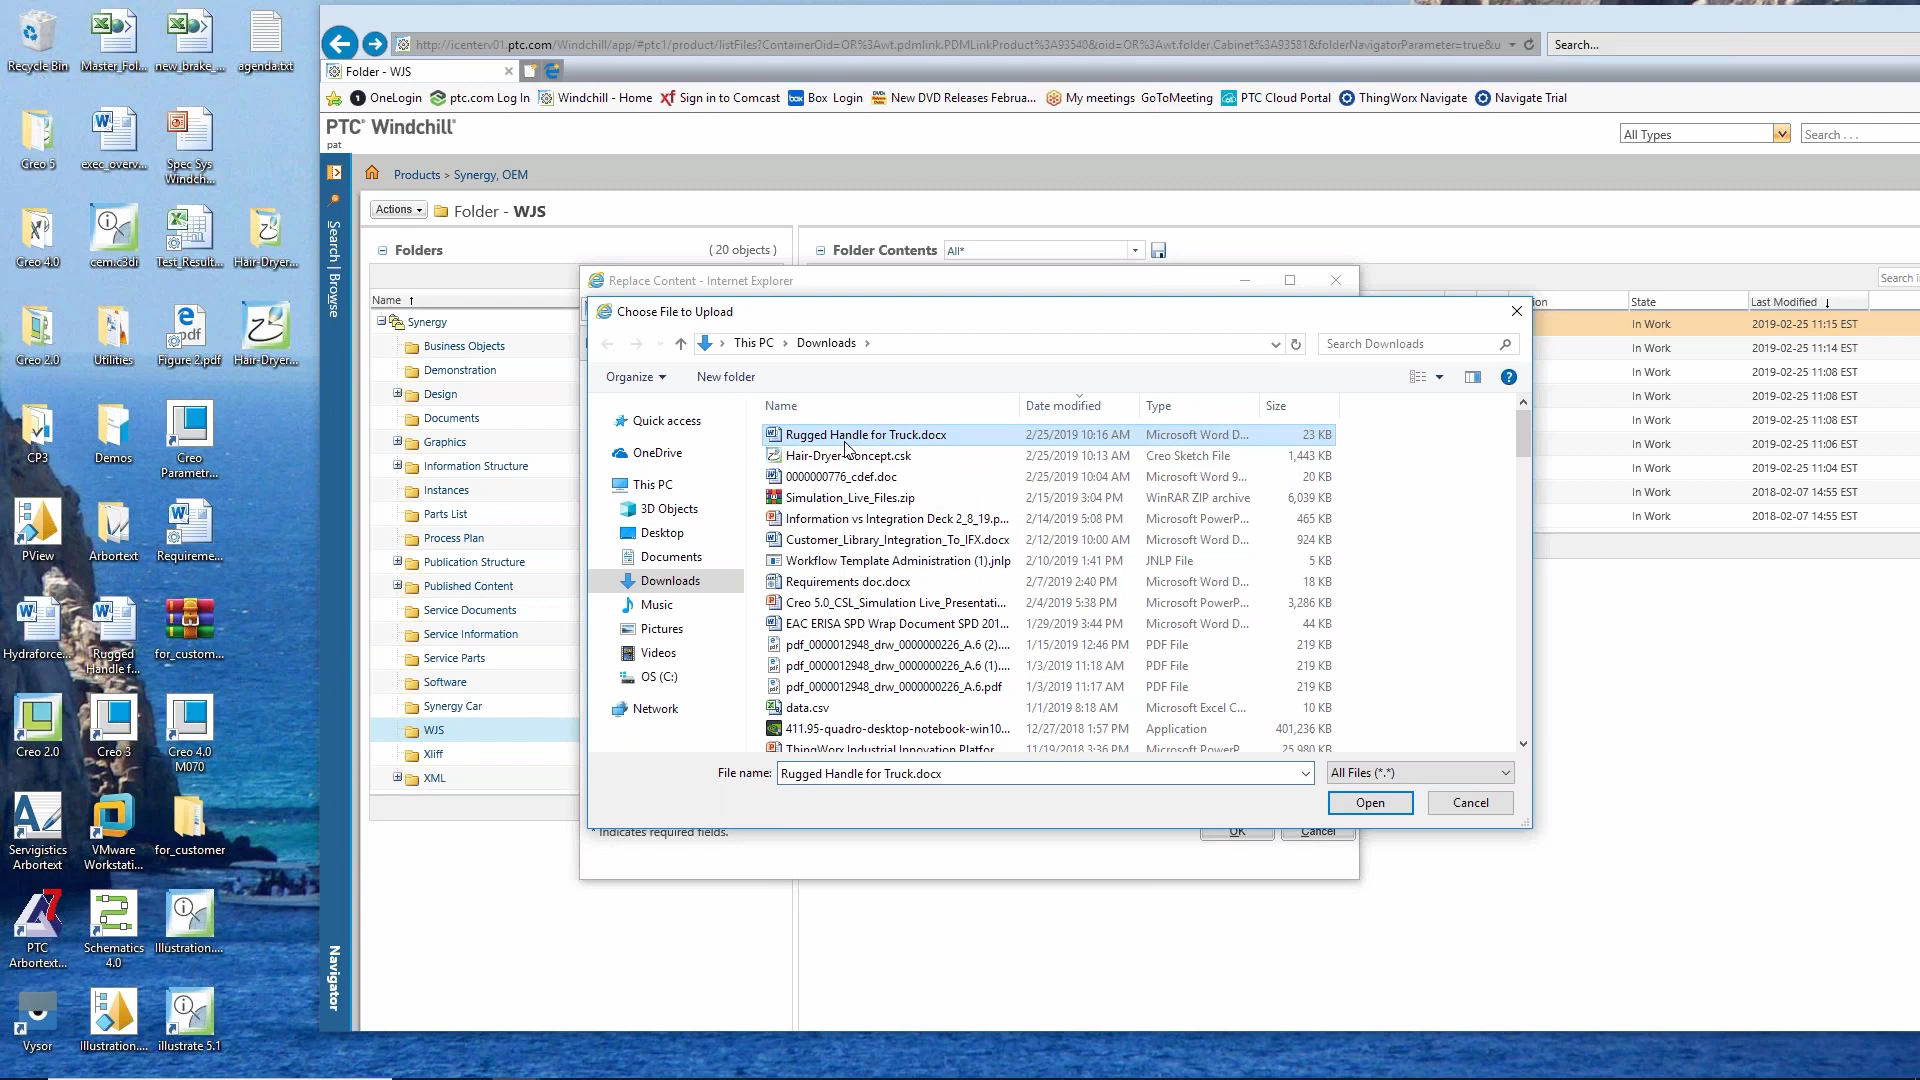 Recycle Bin
Master_Fol...
new_brake_...
agenda.txt
Creo 5
exec_overv...
Spec Sys
Windch...
Creo 4.0
cem.c3di
Test_Result...
Hair-Dryer...
Creo 2.0
Utilities
Figure 2.pdf
Hair-Dryer...
CP3
Demos
Creo
Parametr...
PView
Arbortext
Requireme...
Hydraforce...
Rugged
Handle f...
for_custom...
Creo 2.0
Creo 3
Creo 4.0
M070
Servigistics
Arbortext
VMware
Workstati...
for_customer
PTC
Arbortext...
Schematics
4.0
Illustration....
Vysor
Illustration....
illustrate 5.1
http://icenterv01.ptc.com/Windchill/app/#ptc1/product/listFiles?ContainerOid=OR%3Awt.pdmlink.PDMLinkProduct%3A93540&oid=OR%3Awt.folder.Cabinet%3A93581&folderNavigatorParameter=true&u
Search...
Folder - WJS
OneLogin
ptc.com Log In
Windchill - Home
Sign in to Comcast
Box Login
New DVD Releases Februa...
My meetings GoToMeeting
PTC Cloud Portal
ThingWorx Navigate
Navigate Trial
PTC® Windchill®
pat
All Types
Search . . .
Search | Browse
Navigator
Products > Synergy, OEM
Actions
Folder - WJS
Folders
( 20 objects )
Folder Contents
All*
Search i
Name
Synergy
Business Objects
Demonstration
Design
Documents
Graphics
Information Structure
Instances
Parts List
Process Plan
Publication Structure
Published Content
Service Documents
Service Information
Service Parts
Software
Synergy Car
WJS
Xliff
XML
ion
State
Last Modified
In Work 2019-02-25 11:15 EST
In Work 2019-02-25 11:14 EST
In Work 2019-02-25 11:08 EST
In Work 2019-02-25 11:08 EST
In Work 2019-02-25 11:08 EST
In Work 2019-02-25 11:06 EST
In Work 2019-02-25 11:04 EST
In Work 2018-02-07 14:55 EST
In Work 2018-02-07 14:55 EST
Replace Content - Internet Explorer
Choose File to Upload
This PC > Downloads >
Search Downloads
Organize
New folder
Quick access
OneDrive
This PC
3D Objects
Desktop
Documents
Downloads
Music
Pictures
Videos
OS (C:)
Network
Name Date modified Type Size
Rugged Handle for Truck.docx 2/25/2019 10:16 AM Microsoft Word D... 23 KB
Hair-Dryer-Concept.csk 2/25/2019 10:13 AM Creo Sketch File 1,443 KB
0000000776_cdef.doc 2/25/2019 10:04 AM Microsoft Word 9... 20 KB
Simulation_Live_Files.zip 2/15/2019 3:04 PM WinRAR ZIP archive 6,039 KB
Information vs Integration Deck 2_8_19.p... 2/14/2019 5:08 PM Microsoft PowerP... 465 KB
Customer_Library_Integration_To_IFX.docx 2/12/2019 10:00 AM Microsoft Word D... 924 KB
Workflow Template Administration (1).jnlp 2/10/2019 1:41 PM JNLP File 5 KB
Requirements doc.docx 2/7/2019 2:40 PM Microsoft Word D... 18 KB
Creo 5.0_CSL_Simulation Live_Presentati... 2/4/2019 5:38 PM Microsoft PowerP... 3,286 KB
EAC ERISA SPD Wrap Document SPD 201... 1/29/2019 3:44 PM Microsoft Word D... 44 KB
pdf_0000012948_drw_0000000226_A.6 (2).... 1/15/2019 12:46 PM PDF File 219 KB
pdf_0000012948_drw_0000000226_A.6 (1).... 1/3/2019 11:18 AM PDF File 219 KB
pdf_0000012948_drw_0000000226_A.6.pdf 1/3/2019 11:17 AM PDF File 219 KB
data.csv 1/1/2019 8:18 AM Microsoft Excel C... 10 KB
411.95-quadro-desktop-notebook-win10... 12/27/2018 1:57 PM Application 401,236 KB
ThingWorx Industrial Innovation Platfor... 11/19/2018 3:36 PM Microsoft PowerP... 25,980 KB
File name: Rugged Handle for Truck.docx
All Files (*.*)
Open
Cancel
* Indicates required fields.
OK
Cancel